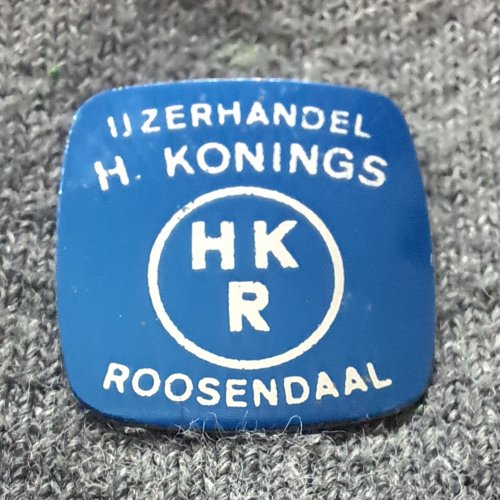 IJZERHANDEL
H. KONINGS
HK
R
ROOSENDAAL